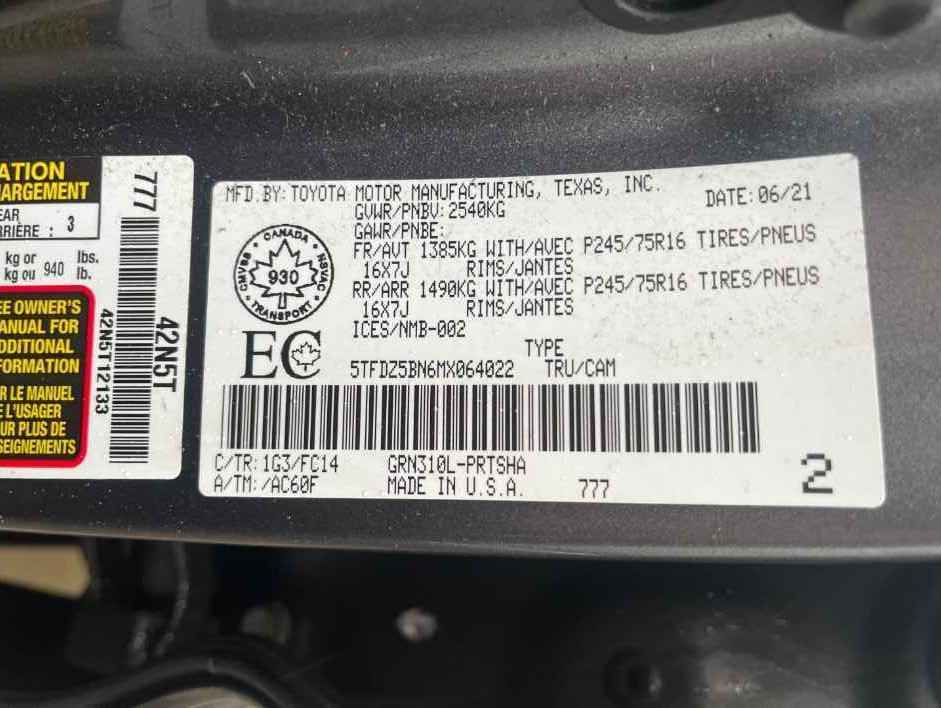 ATION
ARGEMENT
EAR
RRIÈRE : 3
kg or lbs.
kg ou 940 lb.
EE OWNER'S
ANUAL FOR
DDITIONAL
FORMATION
R LE MANUEL
E L'USAGER
UR PLUS DE
SEIGNEMENTS
777
42N5T
42N5T12133
MFD.BY: TOYOTA MOTOR MANUFACTURING, TEXAS, INC. DATE: 06/21
GVWR/PNBV: 2540KG
GAWR/PNBE:
FR/AVT 1385KG WITH/AVEC P245/75R16 TIRES/PNEUS
16X7J RIMS/JANTES
RR/ARR 1490KG WITH/AVEC P245/75R16 TIRES/PNEUS
16X7J RIMS/JANTES
ICES/NMB-002
CANADA
CMVSS
930
NSVAC
TRANSPORT
EC
TYPE
5TFDZ5BN6MX064022 TRU/CAM
C/TR: 1G3/FC14 GRN310L-PRTSHA
A/TM: /AC60F MADE IN U.S.A. 777
2